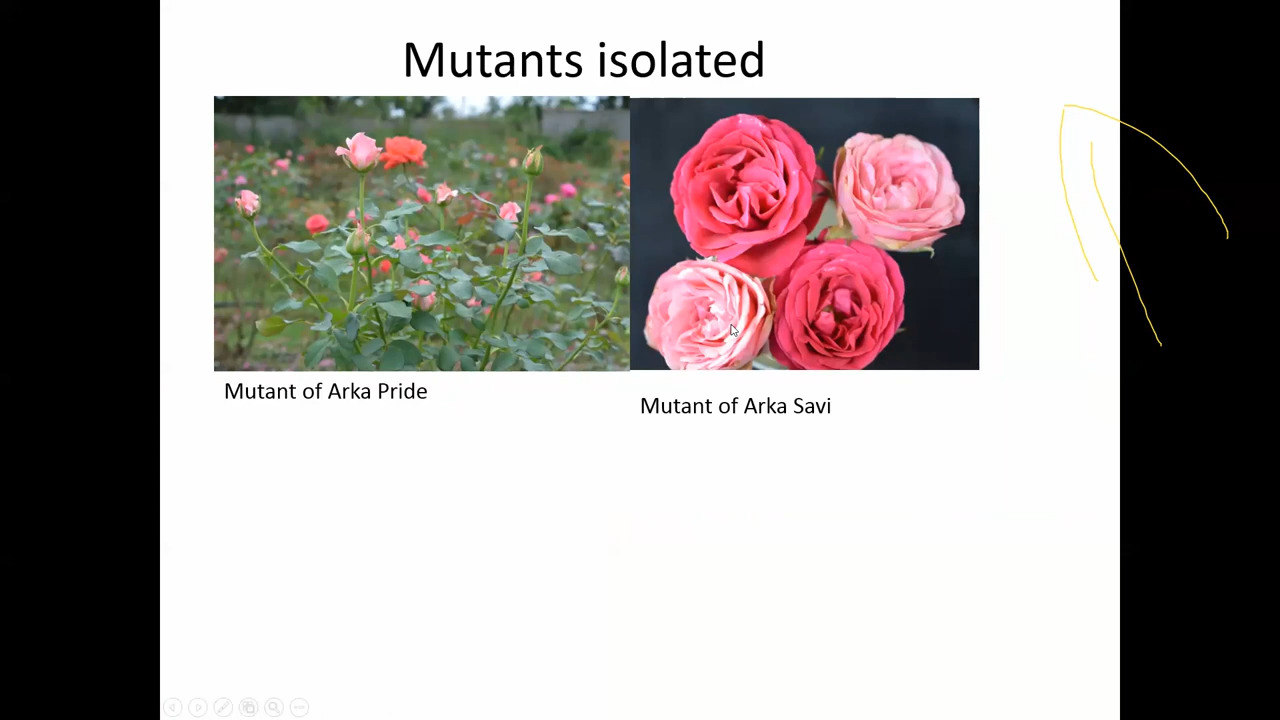 Mutants isolated
Mutant of Arka Pride
Mutant of Arka Savi